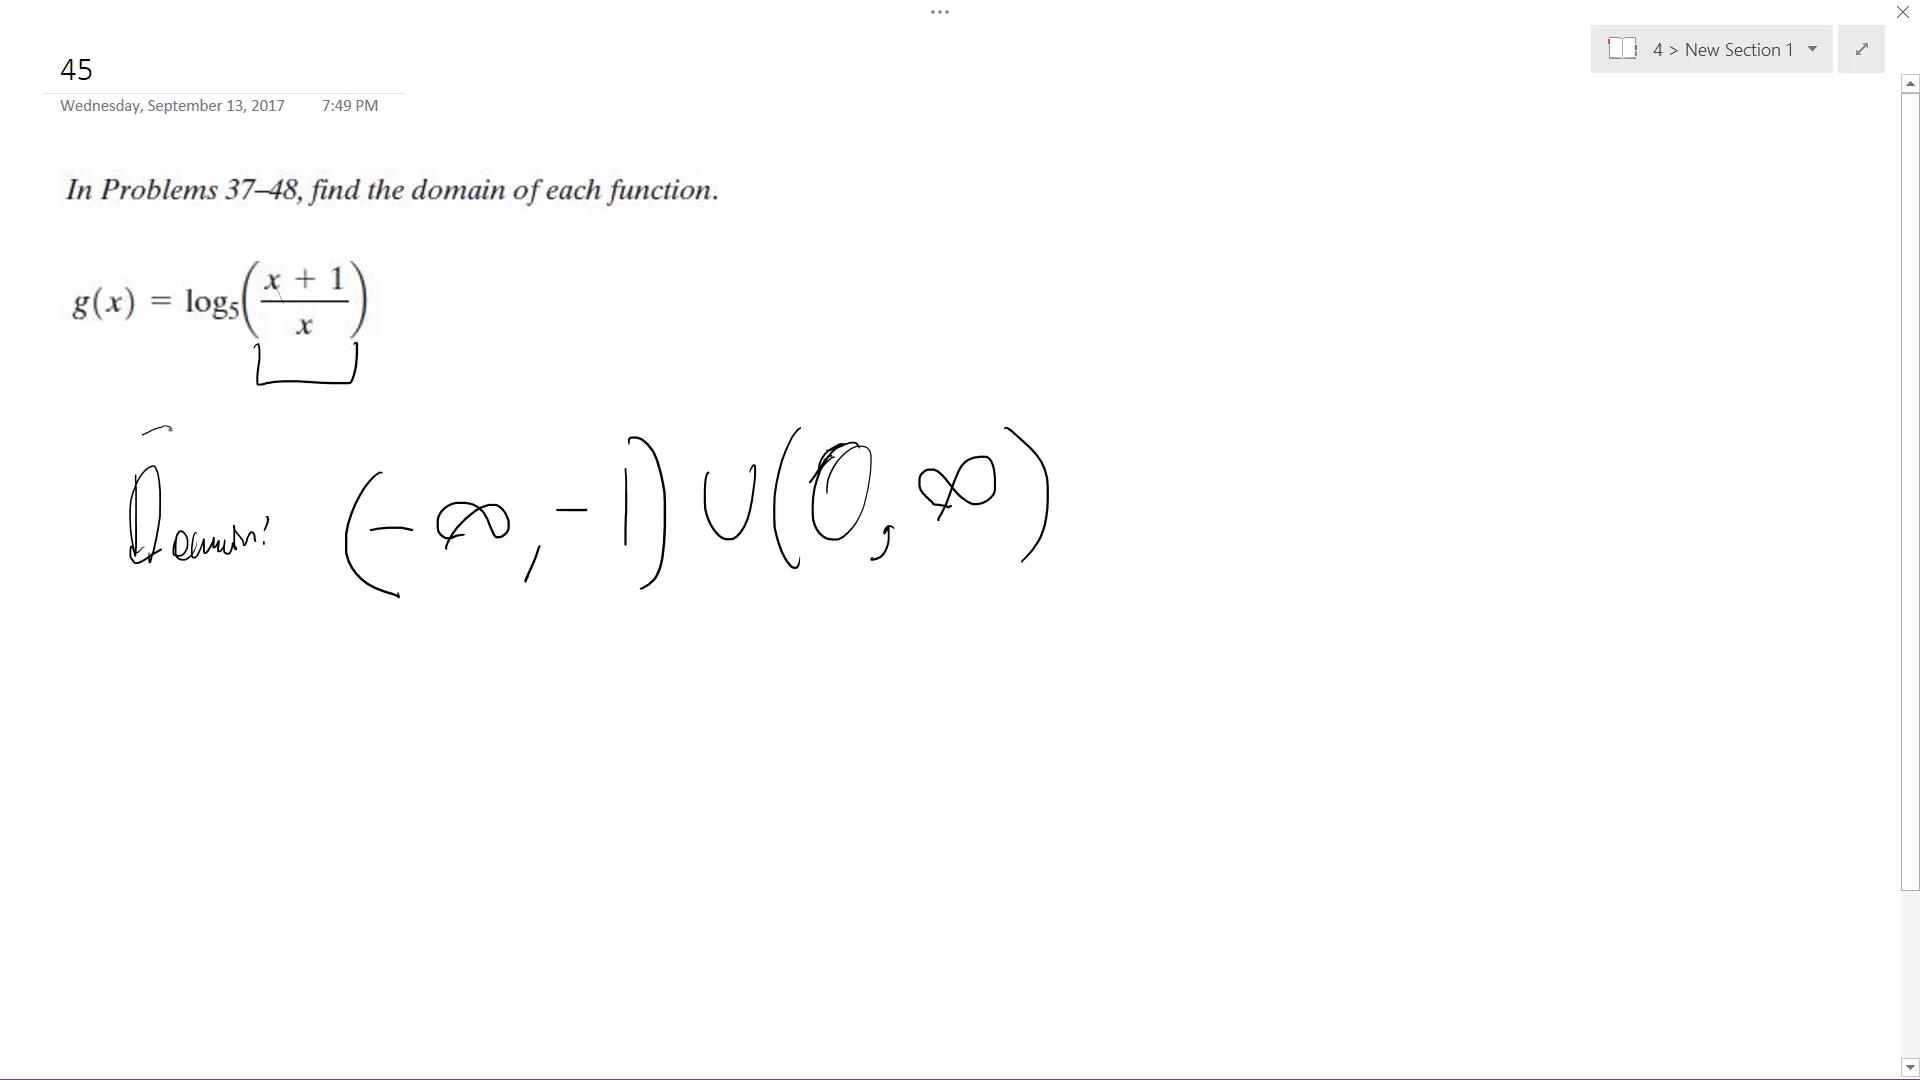 45
Wednesday, September 13, 2017 7:49 PM
4 > New Section 1
In Problems 37–48, find the domain of each function.
g(x) = log₅((x + 1)/x)
Domain: (-∞, -1) ∪ (0, ∞)